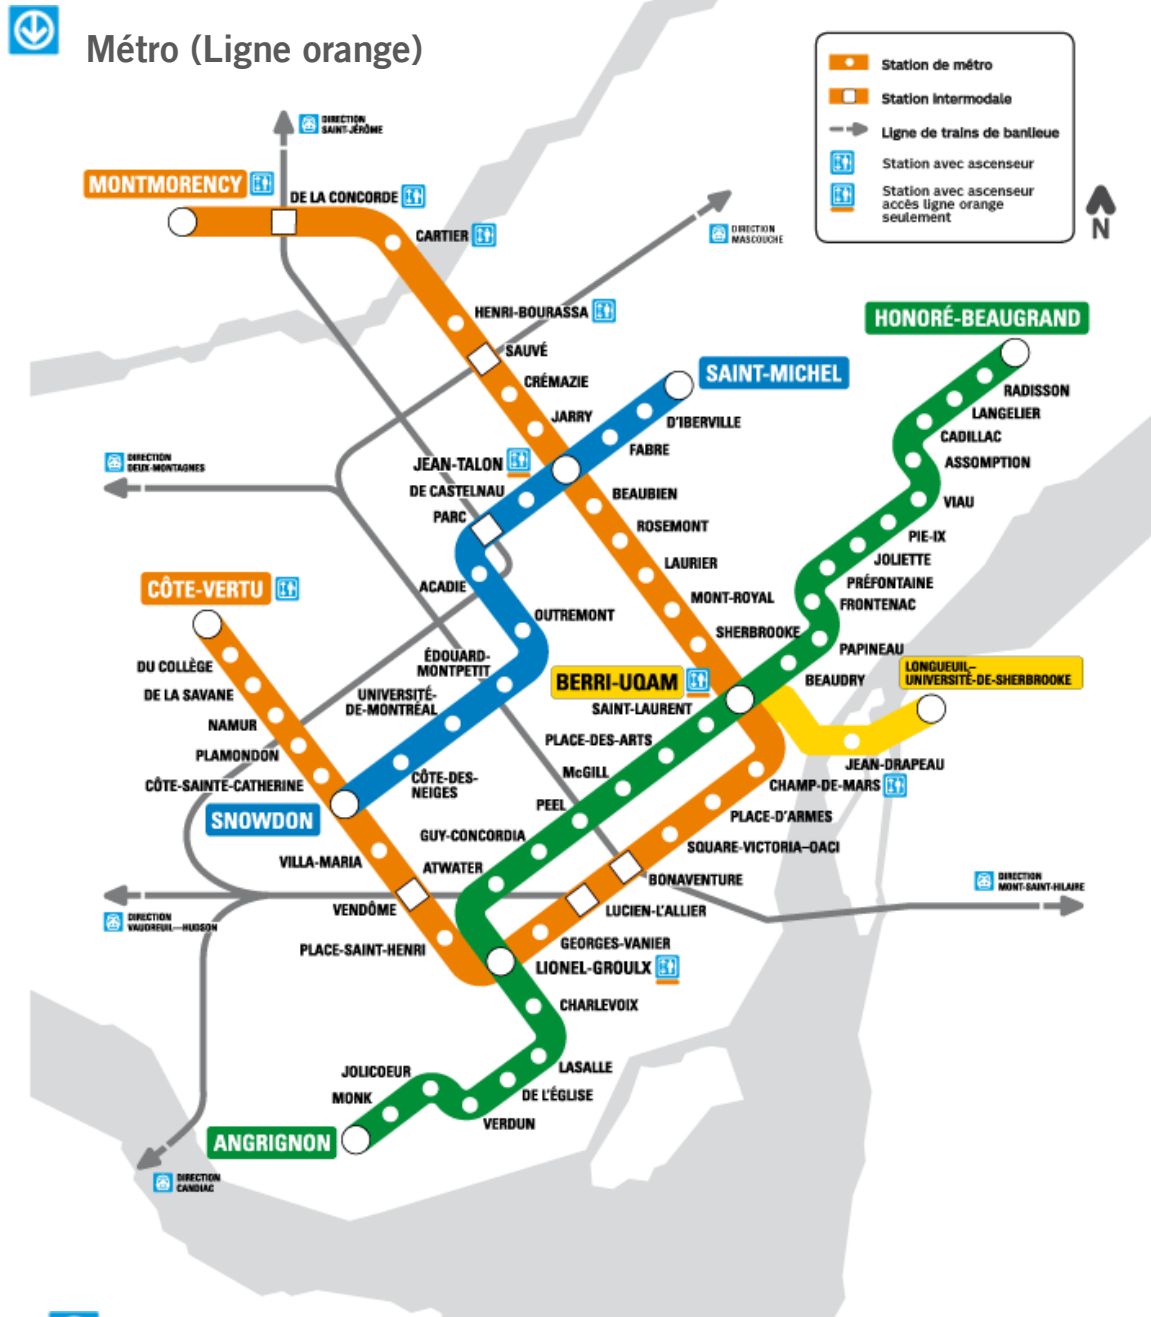 Métro (Ligne orange)
Station de métro
Station intermodale
Ligne de trains de banlieue
Station avec ascenseur
Station avec ascenseur
accès ligne orange
seulement
N
DIRECTION
SAINT-JÉRÔME
MONTMORENCY
DE LA CONCORDE
CARTIER
DIRECTION
MASCOUCHE
HENRI-BOURASSA
HONORÉ-BEAUGRAND
SAUVÉ
CRÉMAZIE
SAINT-MICHEL
RADISSON
JARRY
D'IBERVILLE
LANGELIER
FABRE
CADILLAC
DIRECTION
DEUX-MONTAGNES
JEAN-TALON
ASSOMPTION
DE CASTELNAU
BEAUBIEN
VIAU
PARC
ROSEMONT
PIE-IX
LAURIER
JOLIETTE
CÔTE-VERTU
ACADIE
PRÉFONTAINE
MONT-ROYAL
FRONTENAC
OUTREMONT
SHERBROOKE
PAPINEAU
DU COLLÈGE
ÉDOUARD-
MONTPETIT
LONGUEUIL–
UNIVERSITÉ-DE-SHERBROOKE
BERRI-UQAM
BEAUDRY
DE LA SAVANE
UNIVERSITÉ-
DE-MONTRÉAL
SAINT-LAURENT
NAMUR
PLACE-DES-ARTS
PLAMONDON
McGILL
JEAN-DRAPEAU
CÔTE-SAINTE-CATHERINE
CÔTE-DES-
NEIGES
CHAMP-DE-MARS
SNOWDON
PEEL
PLACE-D'ARMES
GUY-CONCORDIA
SQUARE-VICTORIA–OACI
VILLA-MARIA
ATWATER
BONAVENTURE
DIRECTION
MONT-SAINT-HILAIRE
VENDÔME
LUCIEN-L'ALLIER
DIRECTION
VAUDREUIL—HUDSON
PLACE-SAINT-HENRI
GEORGES-VANIER
LIONEL-GROULX
CHARLEVOIX
LASALLE
JOLICOEUR
DE L'ÉGLISE
MONK
VERDUN
ANGRIGNON
DIRECTION
CANDIAC